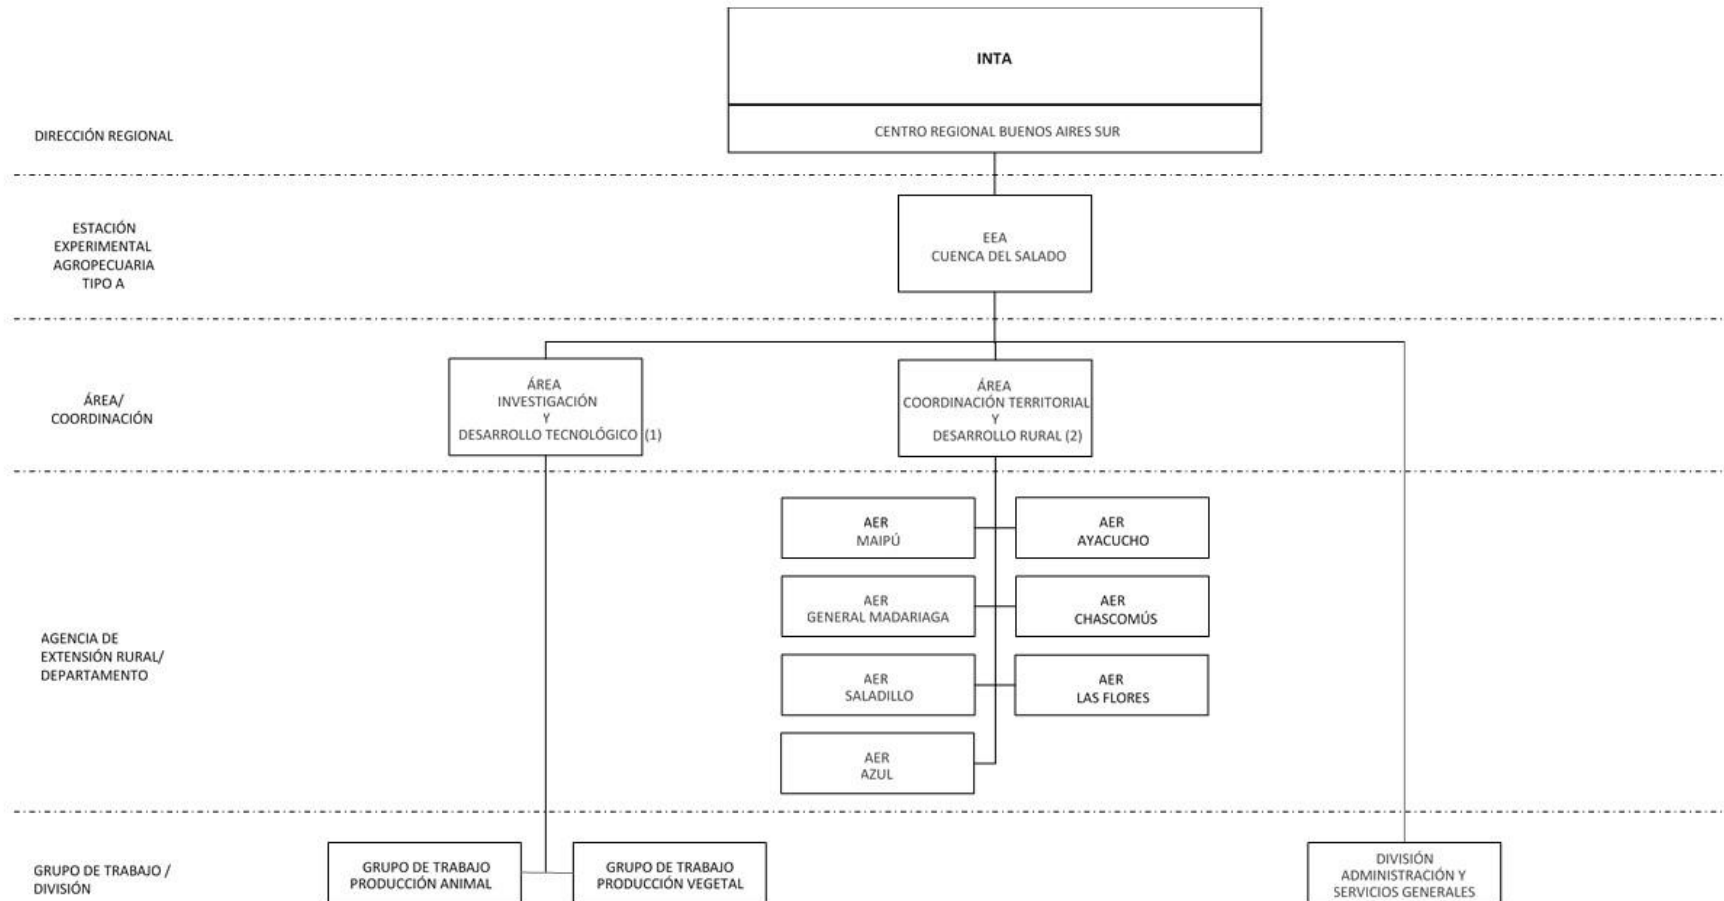 INTA
DIRECCIÓN REGIONAL
CENTRO REGIONAL BUENOS AIRES SUR
ESTACIÓN
EXPERIMENTAL
AGROPECUARIA
TIPO A
EEA
CUENCA DEL SALADO
ÁREA/
COORDINACIÓN
ÁREA
INVESTIGACIÓN
Y
DESARROLLO TECNOLÓGICO (1)
ÁREA
COORDINACIÓN TERRITORIAL
Y
DESARROLLO RURAL (2)
AGENCIA DE
EXTENSIÓN RURAL/
DEPARTAMENTO
AER
MAIPÚ
AER
AYACUCHO
AER
GENERAL MADARIAGA
AER
CHASCOMÚS
AER
SALADILLO
AER
LAS FLORES
AER
AZUL
GRUPO DE TRABAJO /
DIVISIÓN
GRUPO DE TRABAJO
PRODUCCIÓN ANIMAL
GRUPO DE TRABAJO
PRODUCCIÓN VEGETAL
DIVISIÓN
ADMINISTRACIÓN Y
SERVICIOS GENERALES